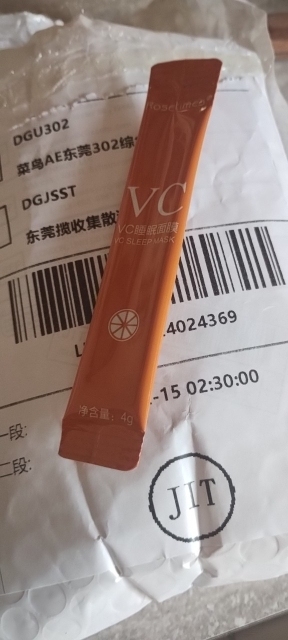 DGU302
菜鸟AE东莞302综
DGJSST
东莞揽收集散
VC
VC睡眠面膜
VC SLEEP MASK
4024369
-15 02:30:00
净含量: 4g
段:
二段:
JIT